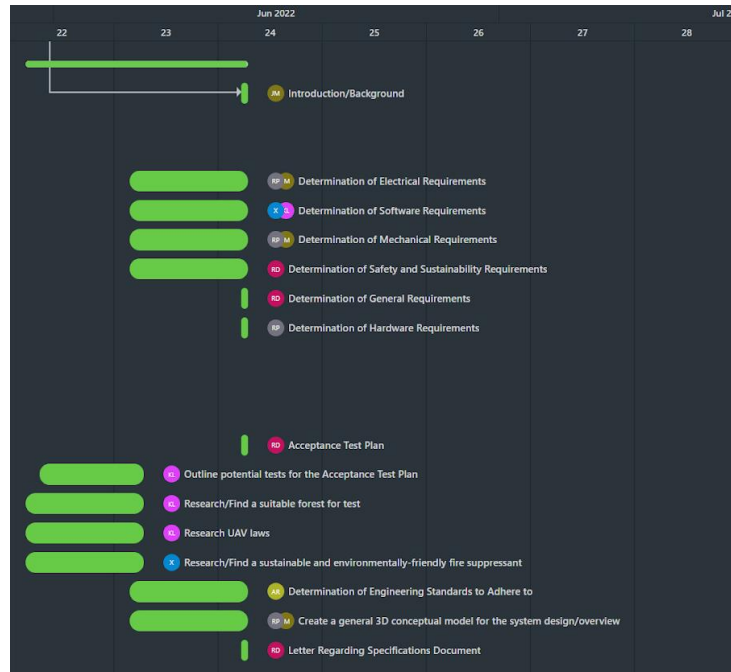 Jun 2022
Jul 2
22 23 24 25 26 27 28
JM Introduction/Background
RP M Determination of Electrical Requirements
X KL Determination of Software Requirements
RP M Determination of Mechanical Requirements
RD Determination of Safety and Sustainability Requirements
RD Determination of General Requirements
RP Determination of Hardware Requirements
RD Acceptance Test Plan
KL Outline potential tests for the Acceptance Test Plan
KL Research/Find a suitable forest for test
KL Research UAV laws
X Research/Find a sustainable and environmentally-friendly fire suppressant
AR Determination of Engineering Standards to Adhere to
RP M Create a general 3D conceptual model for the system design/overview
RD Letter Regarding Specifications Document